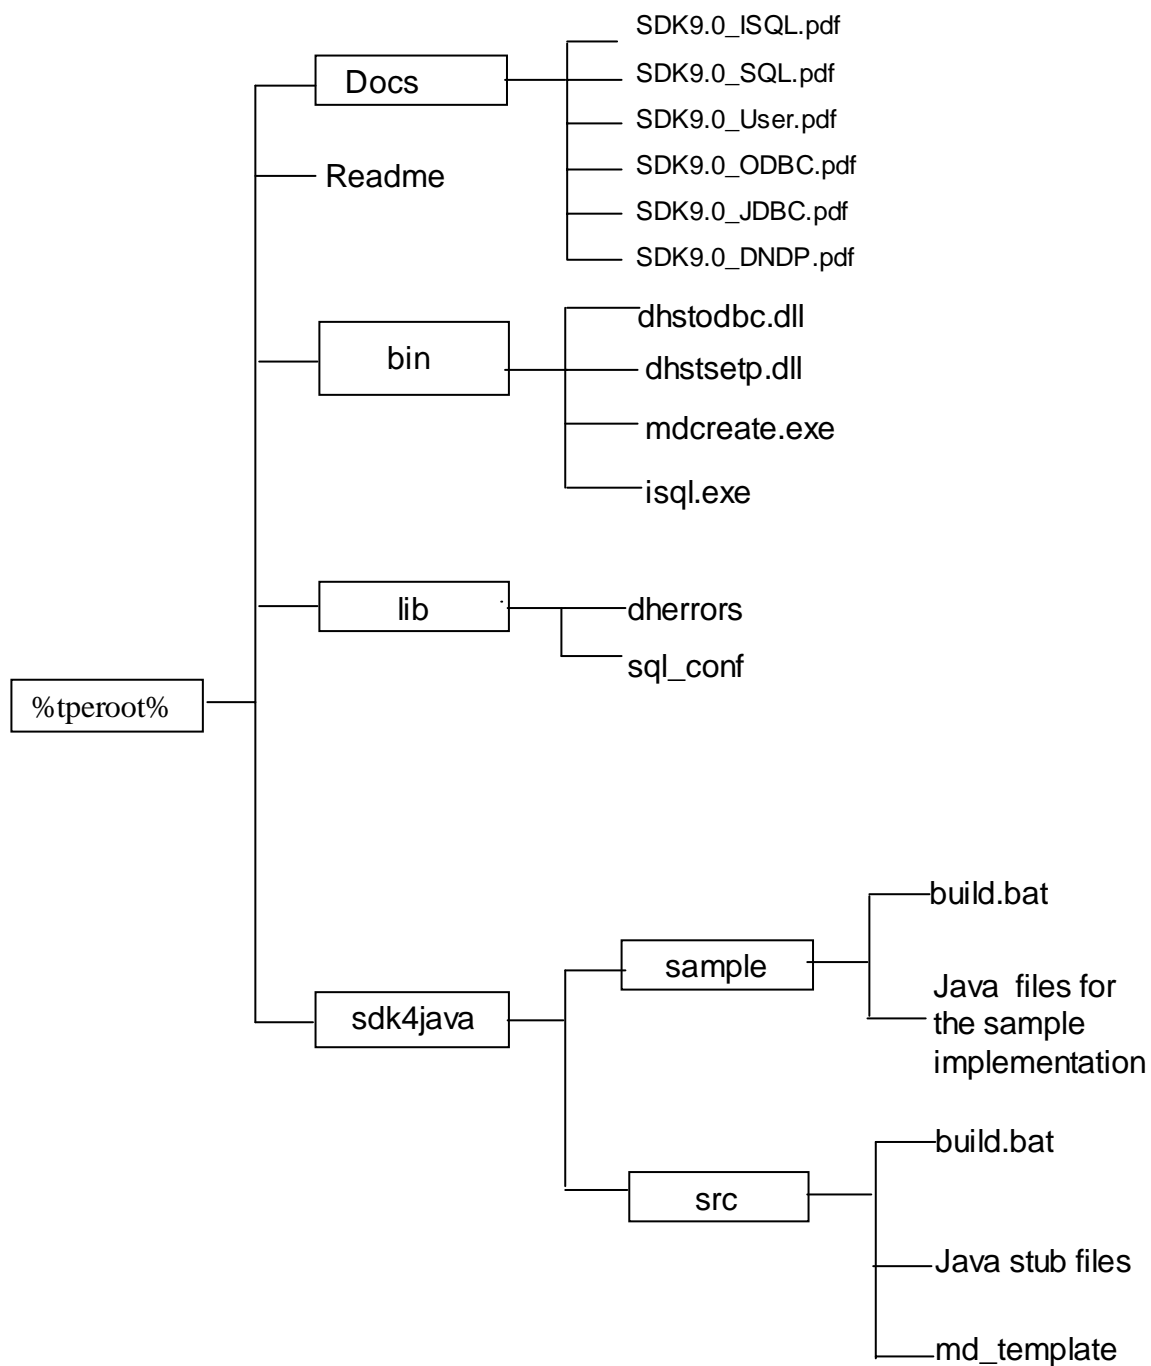 SDK9.0_ISQL.pdf
Docs
SDK9.0_SQL.pdf
SDK9.0_User.pdf
Readme
SDK9.0_ODBC.pdf
SDK9.0_JDBC.pdf
SDK9.0_DNDP.pdf
bin
dhstodbc.dll
dhstsetp.dll
mdcreate.exe
isql.exe
lib
dherrors
sql_conf
%tperoot%
build.bat
sample
Java files for
the sample
implementation
sdk4java
build.bat
src
Java stub files
md_template